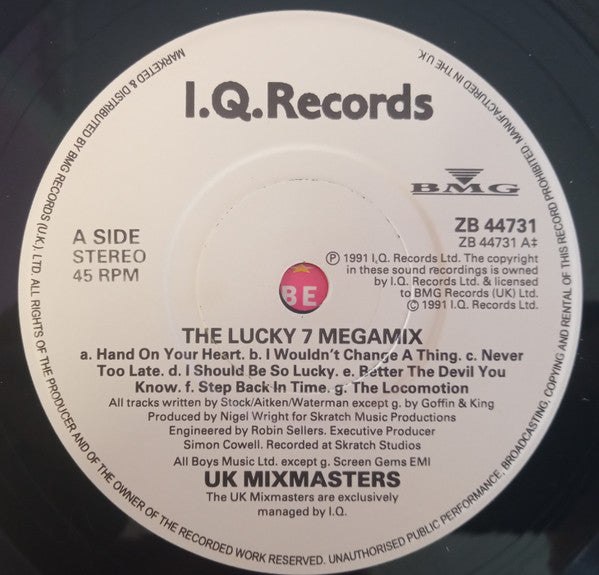 MARKETED & DISTRIBUTED BY BMG RECORDS (U.K.), LTD. ALL RIGHTS OF THE PRODUCER AND OF THE OWNER OF THE RECORDED WORK RESERVED. UNAUTHORISED PUBLIC PERFORMANCE, BROADCASTING, COPYING AND RENTAL OF THIS RECORD PROHIBITED. MANUFACTURED IN THE U.K.
I.Q.Records
BMG
A SIDE
STEREO
45 RPM
ZB 44731
ZB 44731 A‡
℗ 1991 I.Q. Records Ltd. The copyright
in these sound recordings is owned
by I.Q. Records Ltd. & licensed
to BMG Records (UK) Ltd.
© 1991 I.Q. Records Ltd.
BE
THE LUCKY 7 MEGAMIX
a. Hand On Your Heart. b. I Wouldn't Change A Thing. c. Never
Too Late. d. I Should Be So Lucky. e. Better The Devil You
Know. f. Step Back In Time. g. The Locomotion
All tracks written by Stock/Aitken/Waterman except g. by Goffin & King
Produced by Nigel Wright for Skratch Music Productions
Engineered by Robin Sellers. Executive Producer
Simon Cowell. Recorded at Skratch Studios
All Boys Music Ltd. except g. Screen Gems EMI
UK MIXMASTERS
The UK Mixmasters are exclusively
managed by I.Q.